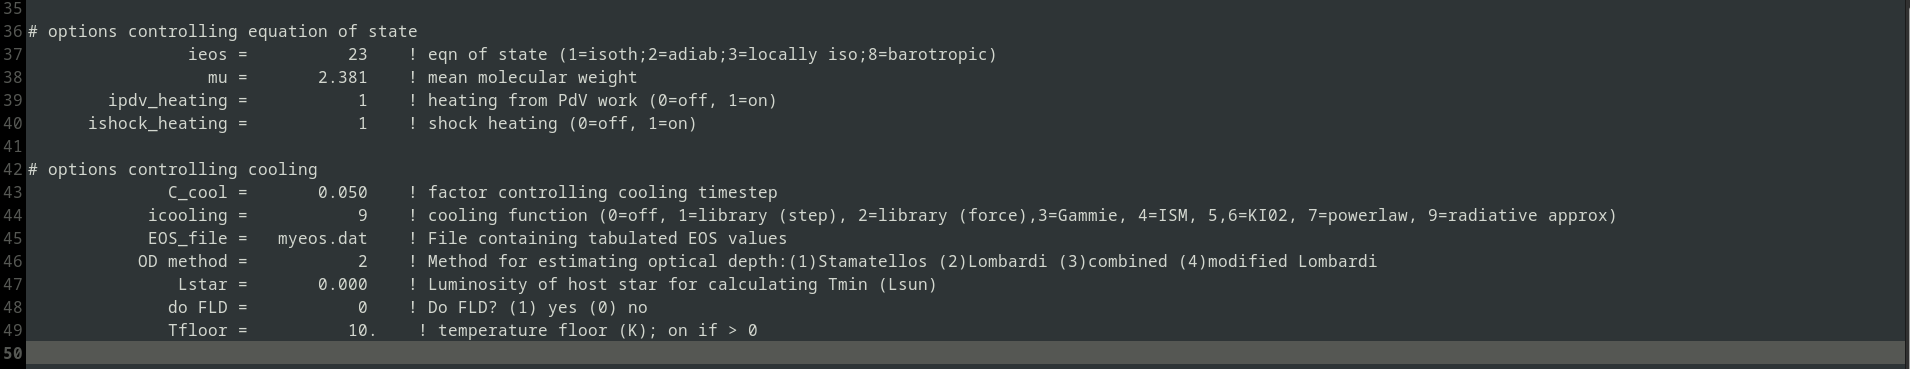 35
36 # options controlling equation of state
37                 ieos =          23    ! eqn of state (1=isoth;2=adiab;3=locally iso;8=barotropic)
38                   mu =       2.381    ! mean molecular weight
39         ipdv_heating =           1    ! heating from PdV work (0=off, 1=on)
40       ishock_heating =           1    ! shock heating (0=off, 1=on)
41
42 # options controlling cooling
43               C_cool =       0.050    ! factor controlling cooling timestep
44             icooling =           9    ! cooling function (0=off, 1=library (step), 2=library (force),3=Gammie, 4=ISM, 5,6=KI02, 7=powerlaw, 9=radiative approx)
45             EOS_file =   myeos.dat    ! File containing tabulated EOS values
46            OD method =           2    ! Method for estimating optical depth:(1)Stamatellos (2)Lombardi (3)combined (4)modified Lombardi
47                Lstar =       0.000    ! Luminosity of host star for calculating Tmin (Lsun)
48               do FLD =           0    ! Do FLD? (1) yes (0) no
49               Tfloor =          10.    ! temperature floor (K); on if > 0
50